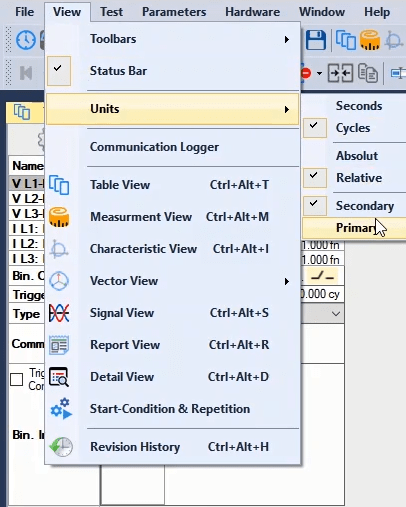 File View Test Parameters Hardware Window Help
Toolbars
Status Bar
Units
Seconds
Cycles
Absolut
Relative
Secondary
Primary
Communication Logger
Table View Ctrl+Alt+T
Measurment View Ctrl+Alt+M
Characteristic View Ctrl+Alt+I
Vector View
Signal View Ctrl+Alt+S
Report View Ctrl+Alt+R
Detail View Ctrl+Alt+D
Start-Condition & Repetition
Revision History Ctrl+Alt+H
Name
V L1-
V L2-
V L3-
I L1:
I L2: 1.000 fn
I L3: 1.000 fn
Bin. O
Trigge 0.000 cy
Type
Comm
Trig
Con
Bin. In